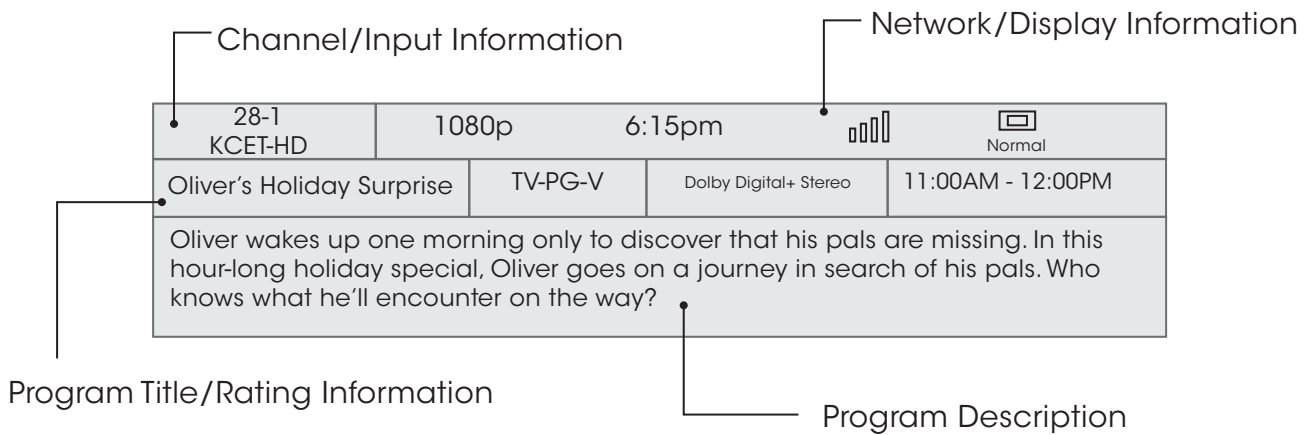 Channel/Input Information
Network/Display Information
28-1
KCET-HD
1080p
6:15pm
Normal
Oliver's Holiday Surprise
TV-PG-V
Dolby Digital+ Stereo
11:00AM - 12:00PM
Oliver wakes up one morning only to discover that his pals are missing. In this
hour-long holiday special, Oliver goes on a journey in search of his pals. Who
knows what he'll encounter on the way?
Program Title/Rating Information
Program Description